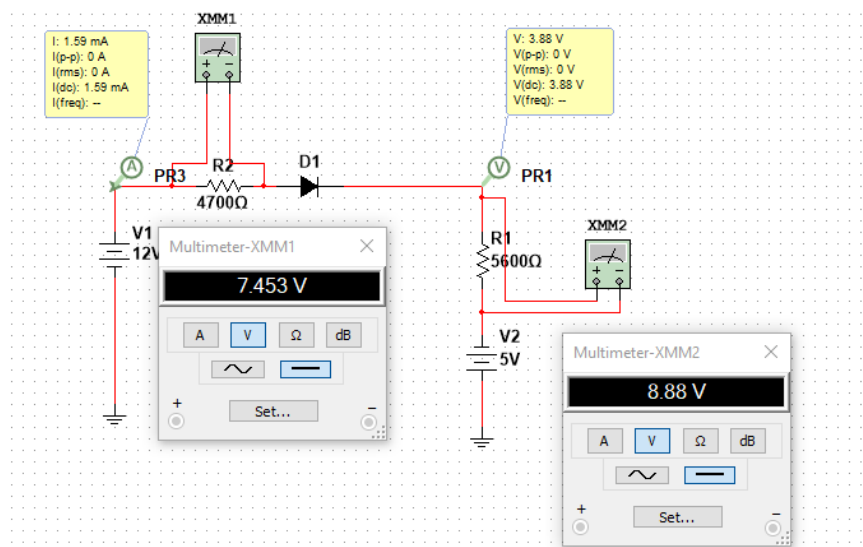 XMM1
I: 1.59 mA
I(p-p): 0 A
I(rms): 0 A
I(dc): 1.59 mA
I(freq): --
V: 3.88 V
V(p-p): 0 V
V(rms): 0 V
V(dc): 3.88 V
V(freq): --
A
PR3
R2
4700Ω
D1
V
PR1
V1
12V
R1
5600Ω
XMM2
V2
5V
Multimeter-XMM1
7.453 V
A V Ω dB
Set...
Multimeter-XMM2
8.88 V
A V Ω dB
Set...